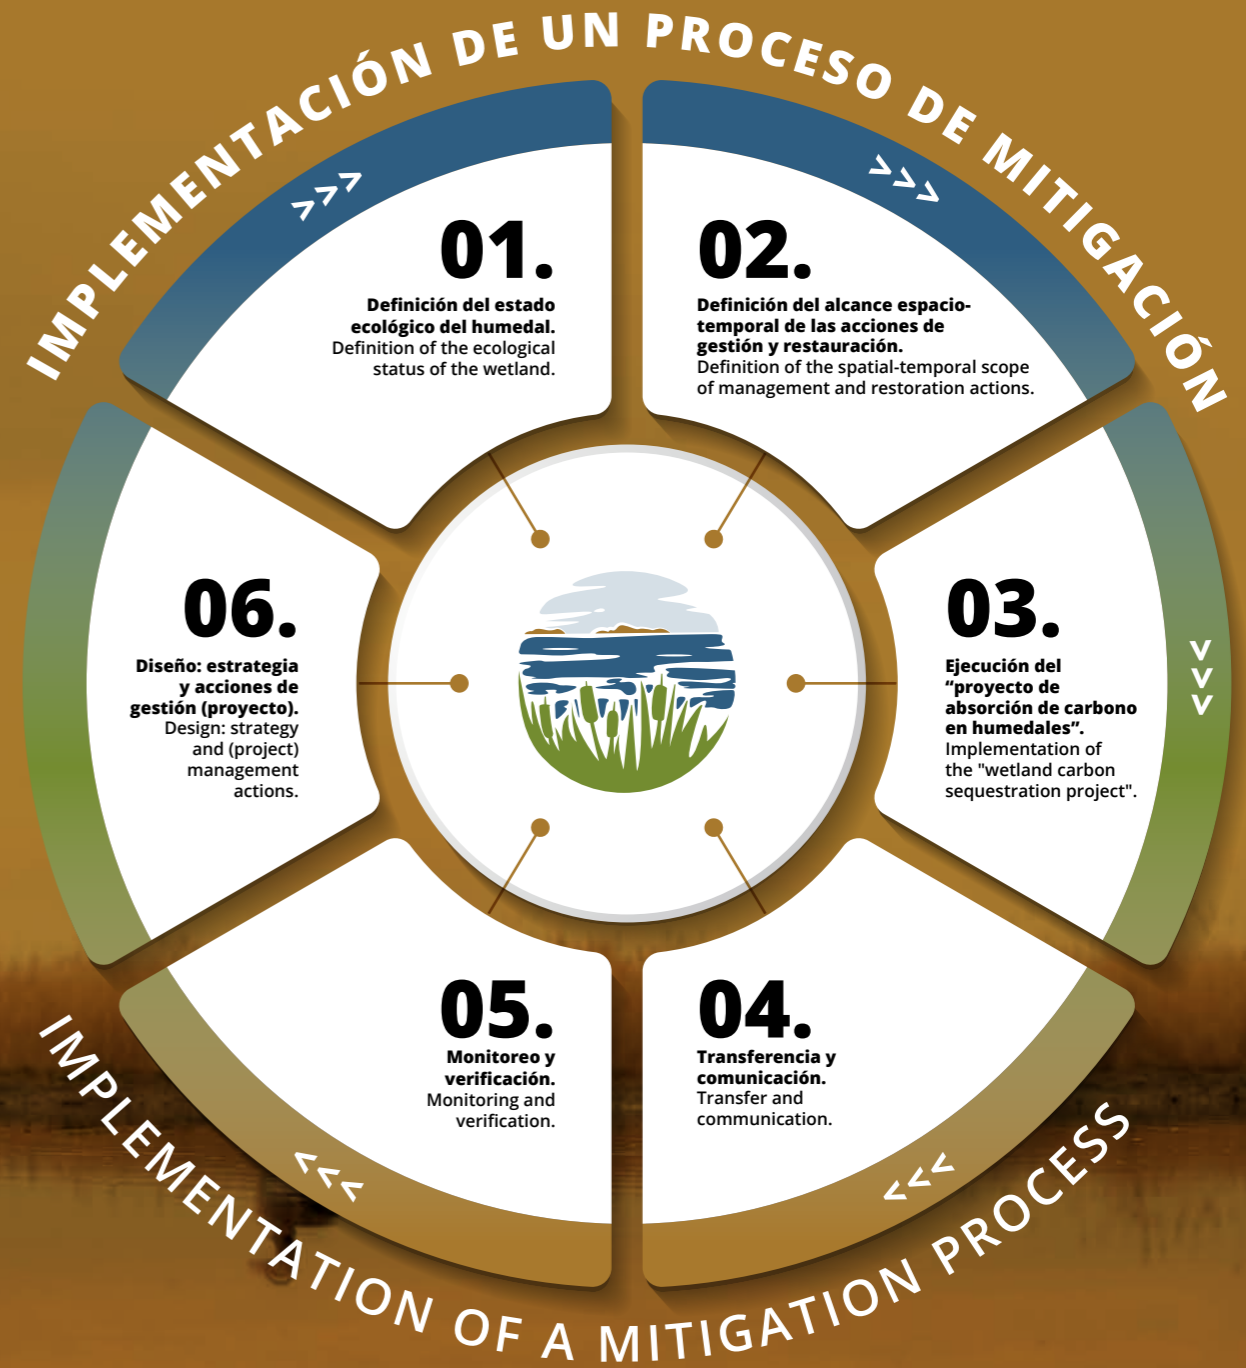 IMPLEMENTACIÓN DE UN PROCESO DE MITIGACIÓN
>>>
>>>
01.
Definición del estado
ecológico del humedal.
Definition of the ecological
status of the wetland.
02.
Definición del alcance espacio-
temporal de las acciones de
gestión y restauración.
Definition of the spatial-temporal scope
of management and restoration actions.
03.
Ejecución del
“proyecto de
absorción de carbono
en humedales”.
Implementation of
the "wetland carbon
sequestration project".
>>>
04.
Transferencia y
comunicación.
Transfer and
communication.
<<<
05.
Monitoreo y
verificación.
Monitoring and
verification.
<<<
06.
Diseño: estrategia
y acciones de
gestión (proyecto).
Design: strategy
and (project)
management
actions.
IMPLEMENTATION OF A MITIGATION PROCESS